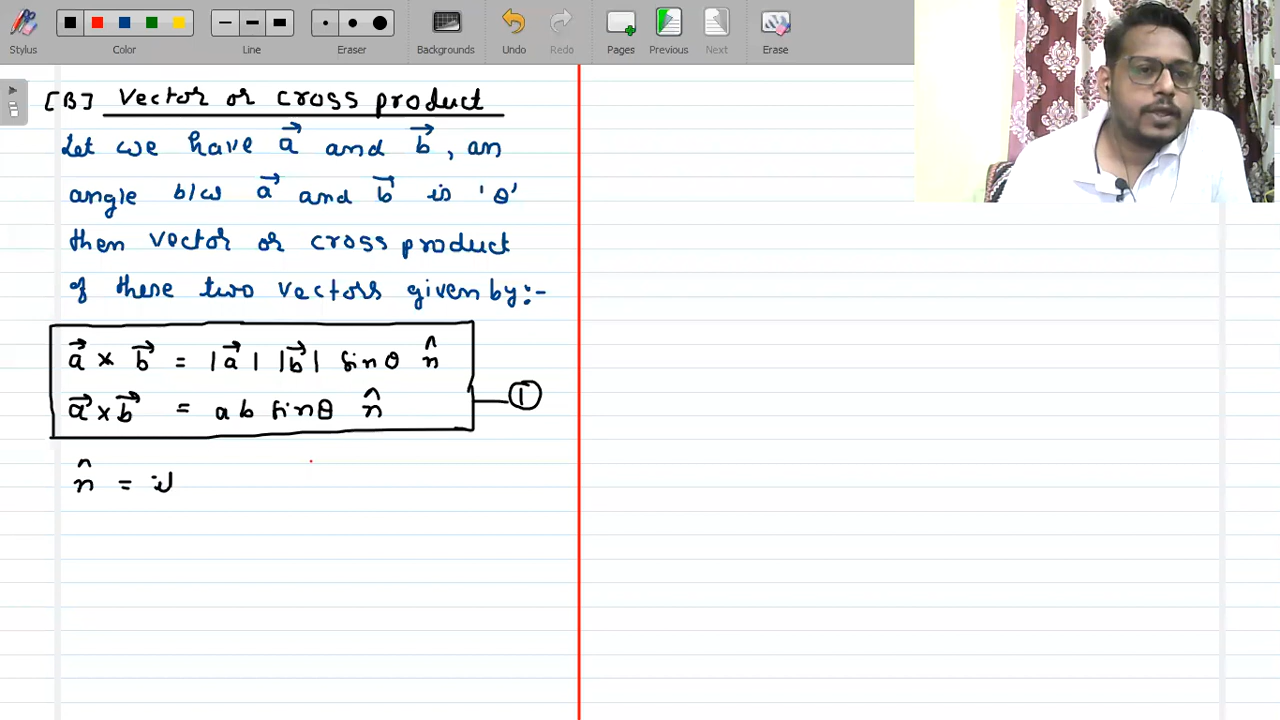 Stylus Color Line Eraser Backgrounds Undo Redo Pages Previous Next Erase
[B] Vector or cross product
Let we have a⃗ and b⃗, an
angle b/w a⃗ and b⃗ is 'θ'
then vector or cross product
of these two vectors given by:-
a⃗ × b⃗ = |a⃗| |b⃗| sinθ n̂
a⃗ × b⃗ = ab sinθ n̂ — ①
n̂ = is